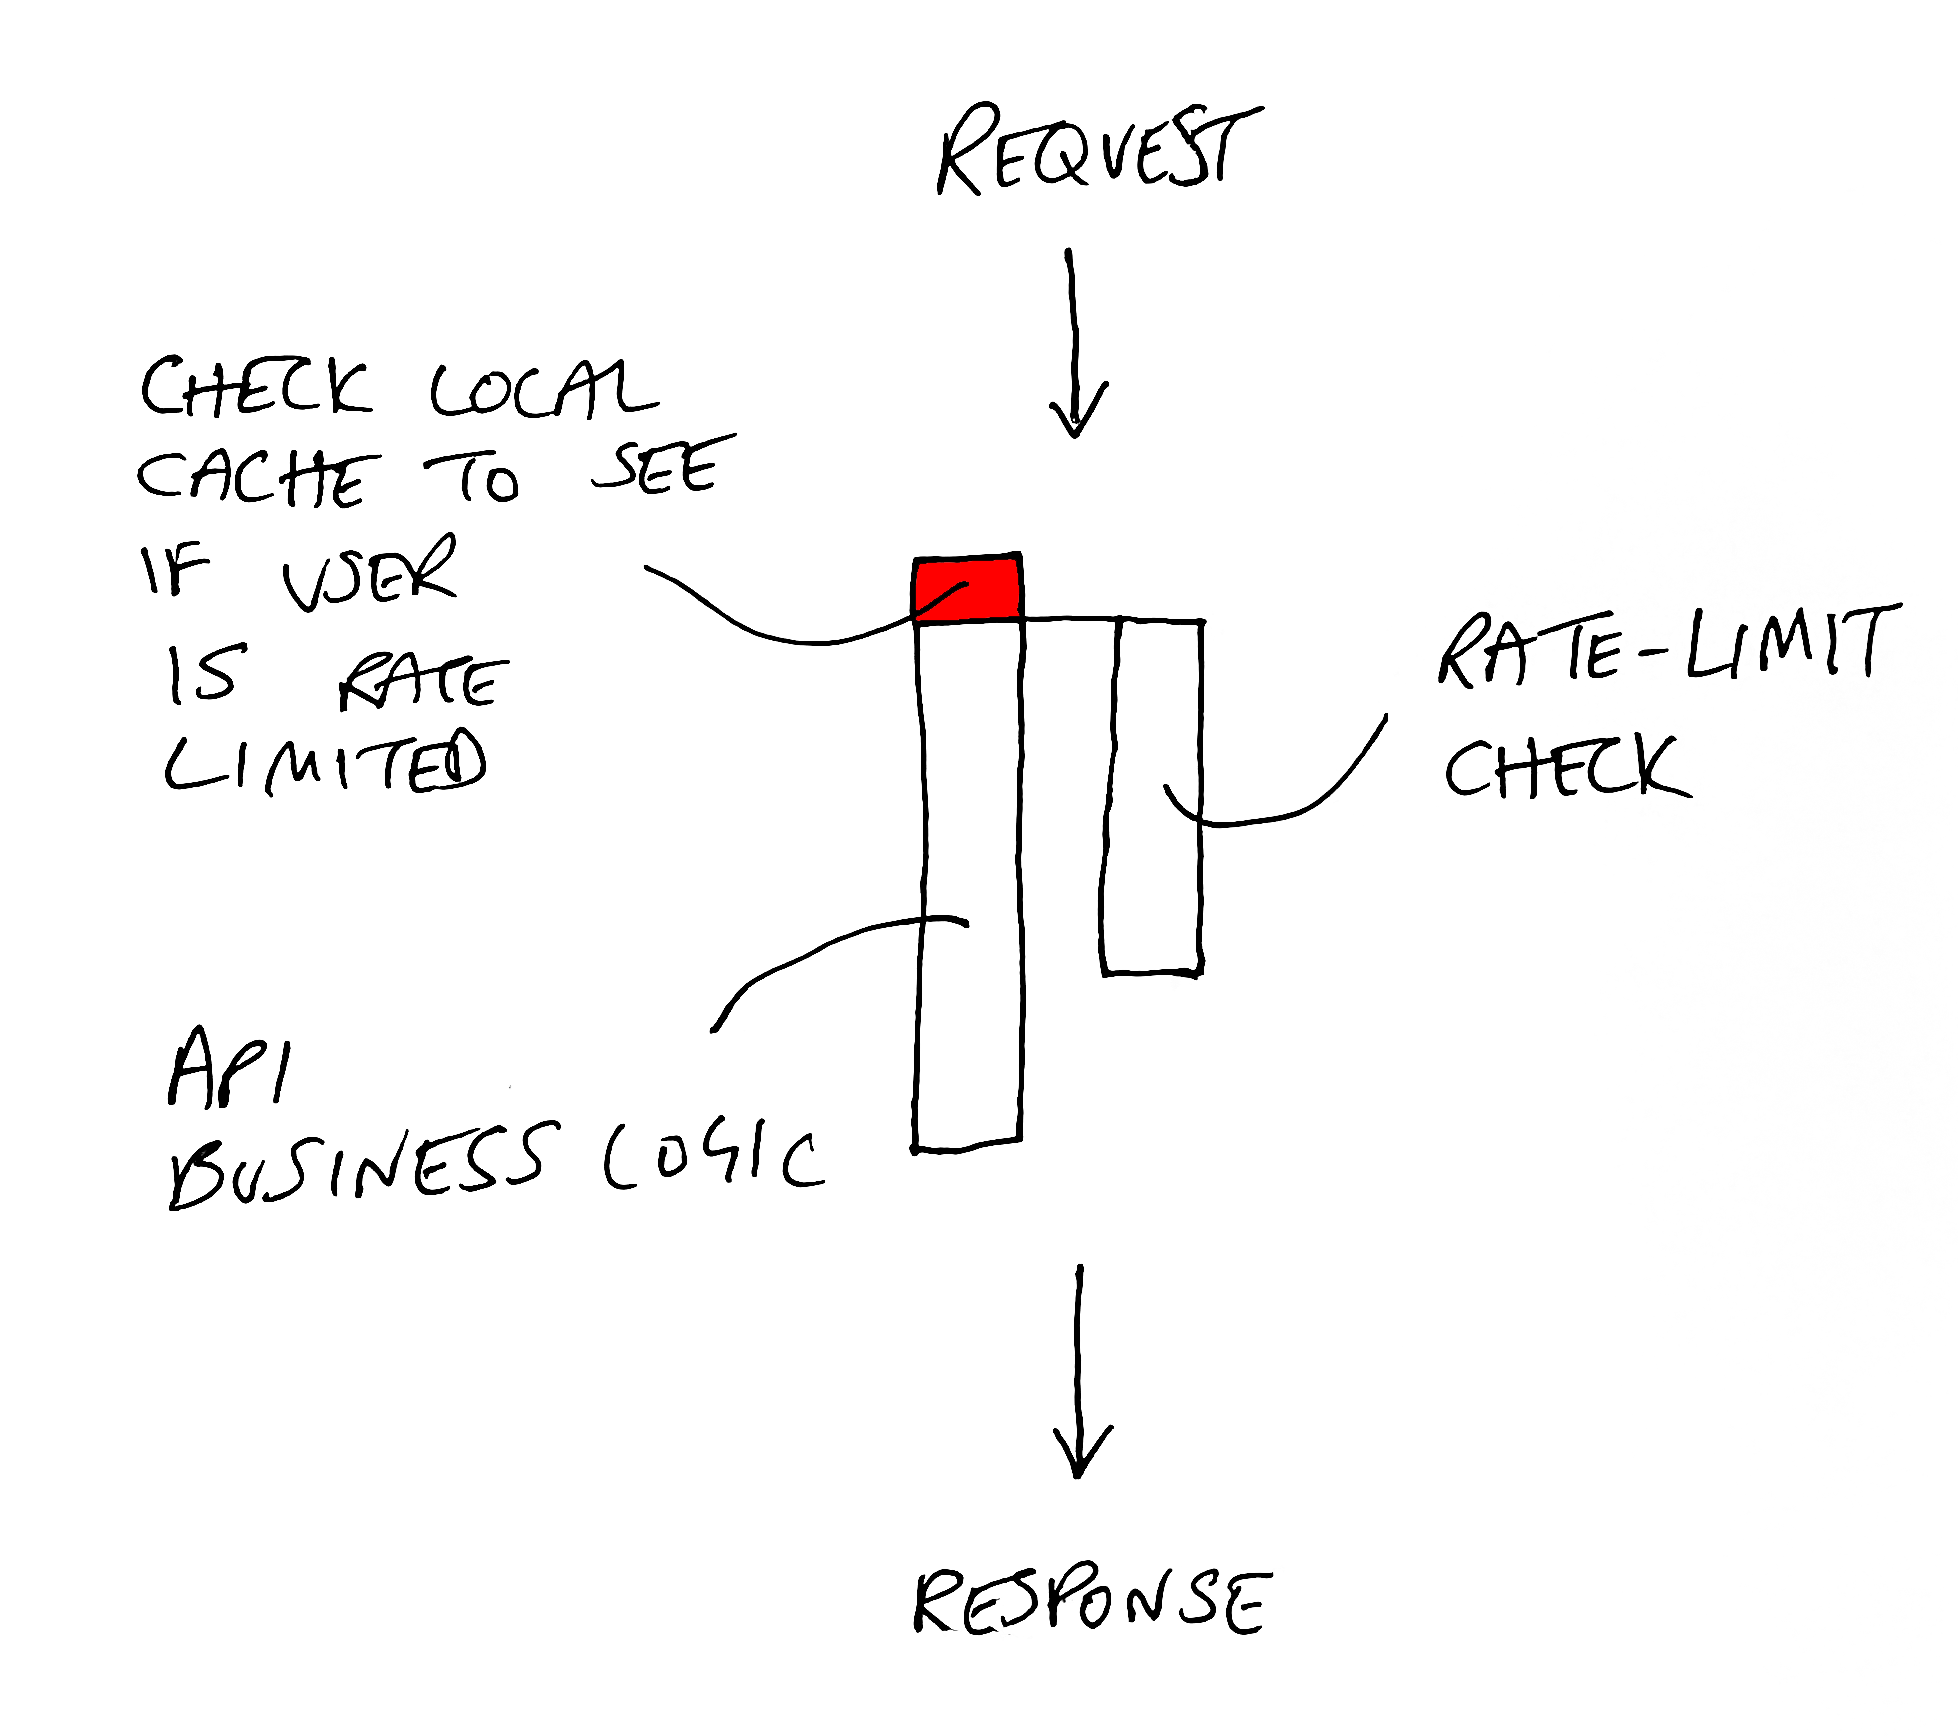 REQUEST
CHECK LOCAL
CACHE TO SEE
IF USER
IS RATE
LIMITED
RATE-LIMIT
CHECK
API
BUSINESS LOGIC
RESPONSE